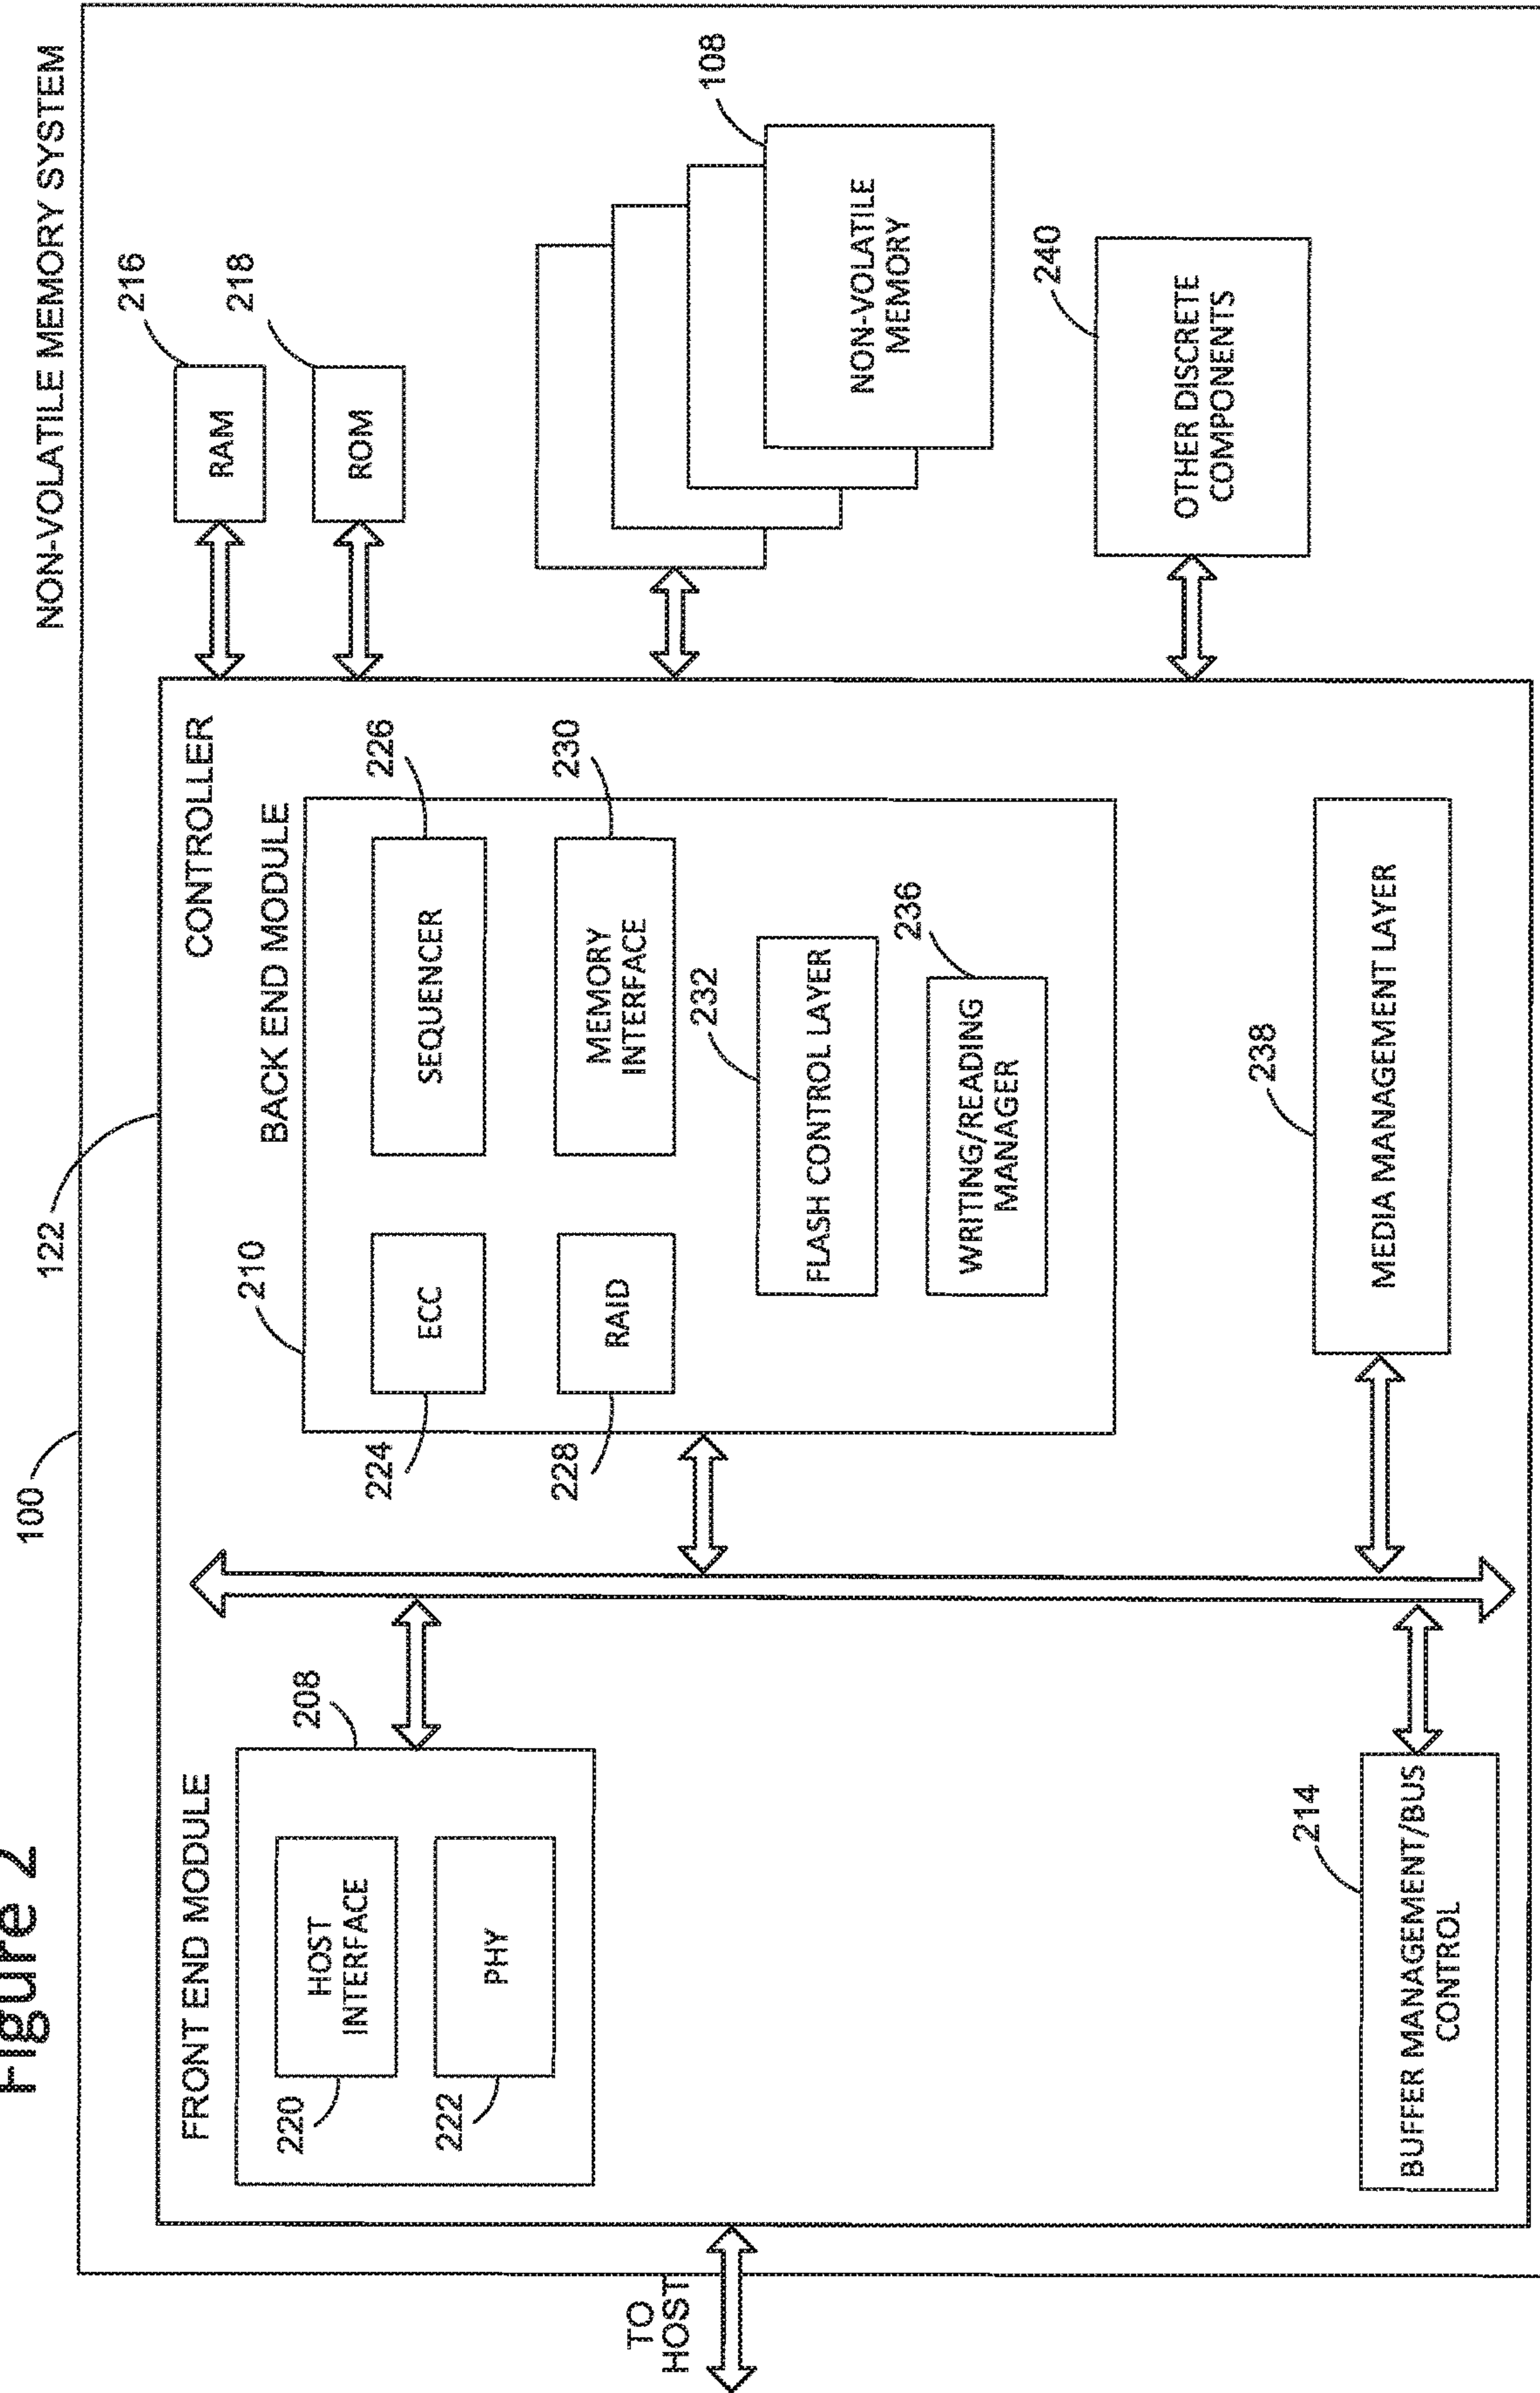 Figure 2
100
122
NON-VOLATILE MEMORY SYSTEM
FRONT END MODULE
208
HOST
INTERFACE
220
PHY
222
TO
HOST
BUFFER MANAGEMENT/BUS
CONTROL
214
CONTROLLER
BACK END MODULE
210
ECC
224
SEQUENCER
226
RAID
228
MEMORY
INTERFACE
230
FLASH CONTROL LAYER
232
WRITING/READING
MANAGER
236
MEDIA MANAGEMENT LAYER
238
RAM
216
ROM
218
NON-VOLATILE
MEMORY
108
OTHER DISCRETE
COMPONENTS
240